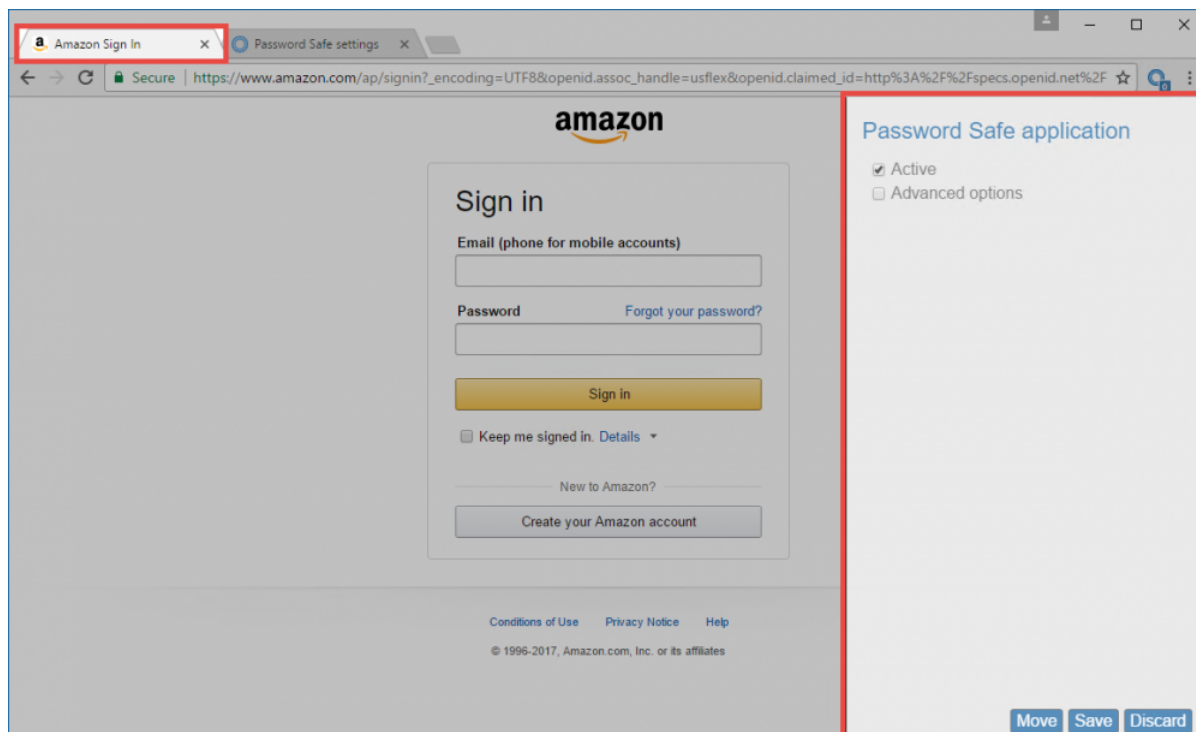 Amazon Sign In
Password Safe settings
Secure | https://www.amazon.com/ap/signin?_encoding=UTF8&openid.assoc_handle=usflex&openid.claimed_id=http%3A%2F%2Fspecs.openid.net%2F
amazon
Sign in
Email (phone for mobile accounts)
Password Forgot your password?
Sign in
Keep me signed in. Details
New to Amazon?
Create your Amazon account
Conditions of Use Privacy Notice Help
© 1996-2017, Amazon.com, Inc. or its affiliates
Password Safe application
Active
Advanced options
Move Save Discard